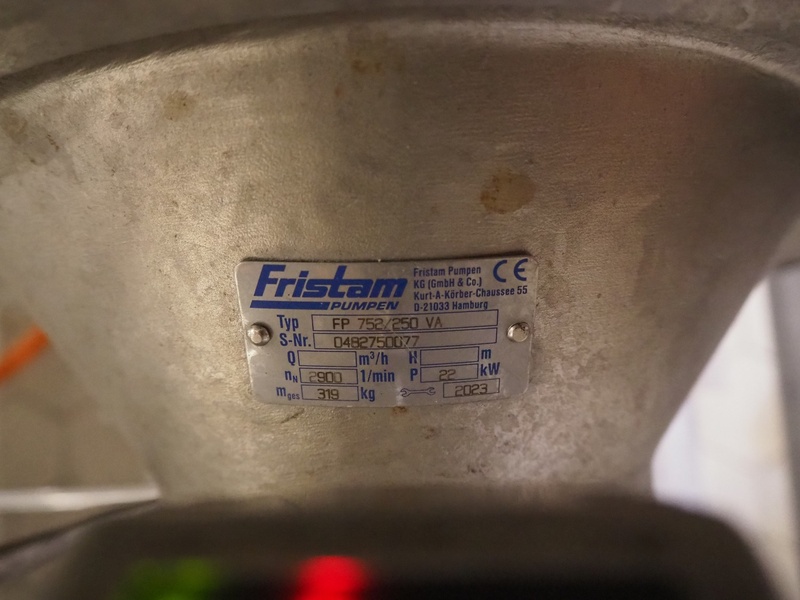 Fristam
PUMPEN
Fristam Pumpen
KG (GmbH & Co.)
Kurt-A-Körber-Chaussee 55
D-21033 Hamburg
CE
Typ FP 752/250 VA
S-Nr. 0482750077
Q m³/h H m
nN 2900 1/min P 22 kW
mges 319 kg 2023